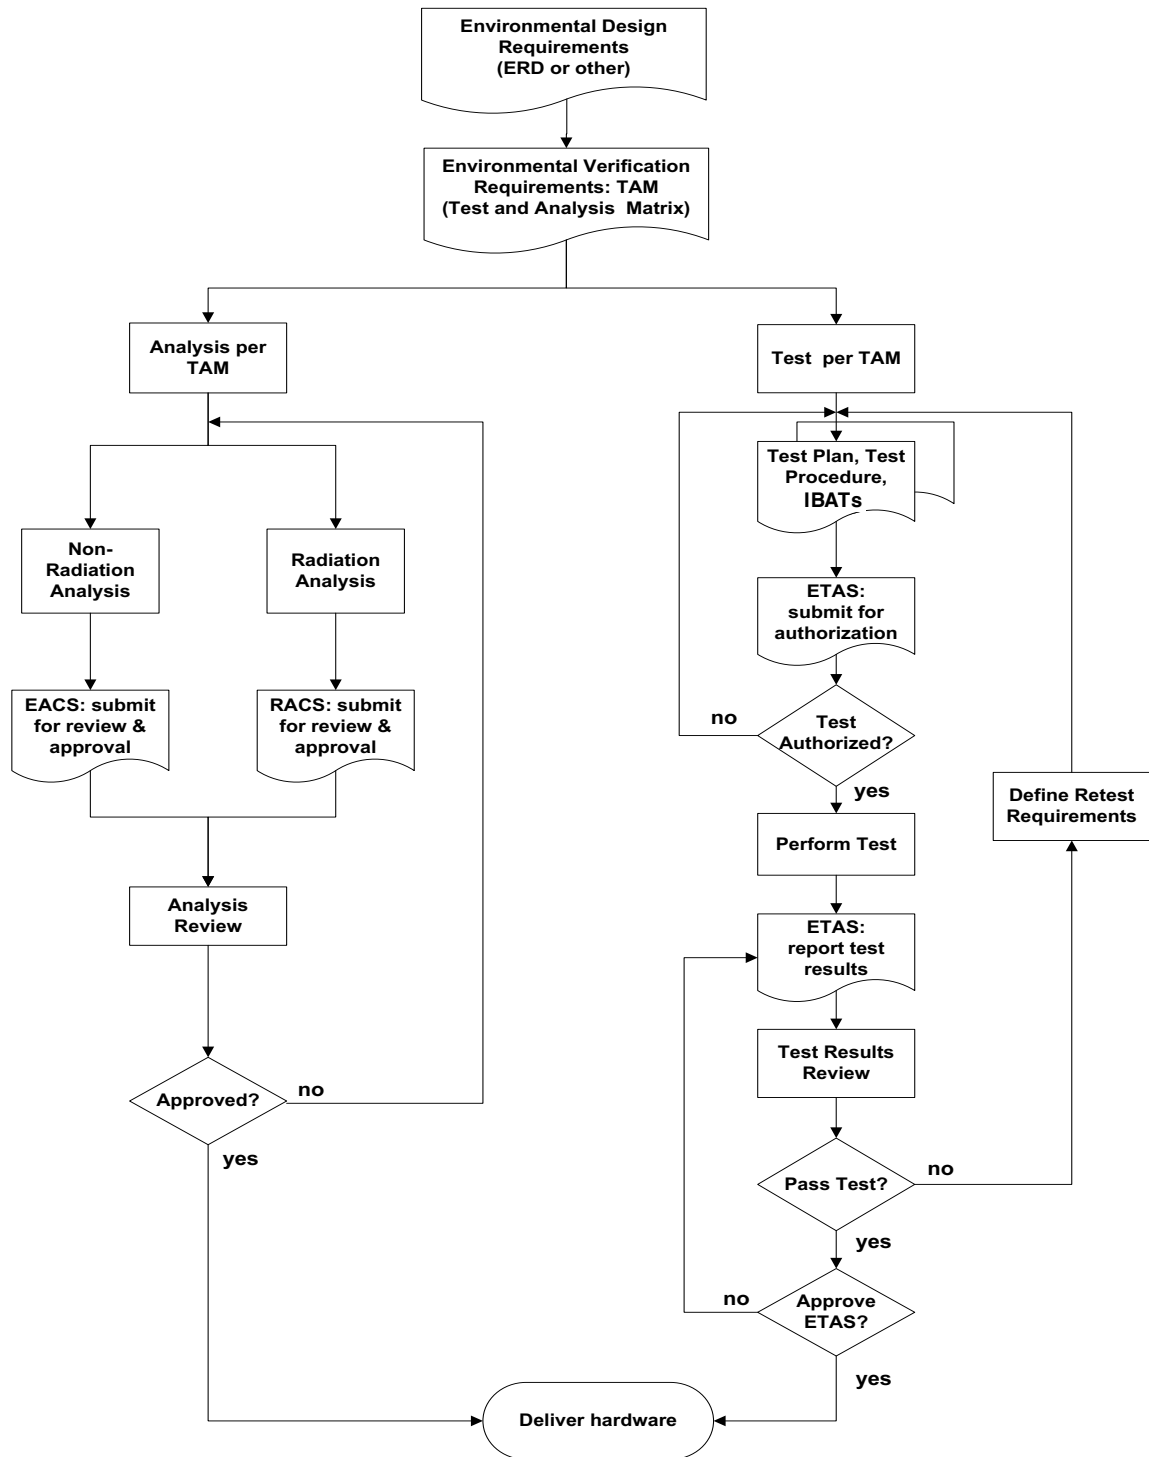 Environmental Design
Requirements
(ERD or other)
Environmental Verification
Requirements: TAM
(Test and Analysis Matrix)
Analysis per
TAM
Non-
Radiation
Analysis
Radiation
Analysis
EACS: submit
for review &
approval
RACS: submit
for review &
approval
Analysis
Review
Approved?
no
yes
Test per TAM
Test Plan, Test
Procedure,
IBATs
ETAS:
submit for
authorization
Test
Authorized?
no
yes
Perform Test
ETAS:
report test
results
Test Results
Review
Pass Test?
no
yes
Define Retest
Requirements
Approve
ETAS?
no
yes
Deliver hardware